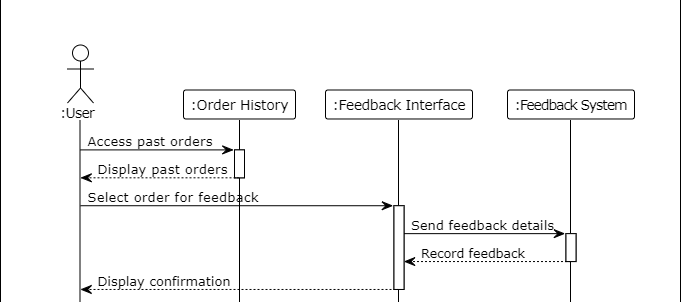 :User
:Order History
:Feedback Interface
:Feedback System
Access past orders
Display past orders
Select order for feedback
Send feedback details
Record feedback
Display confirmation